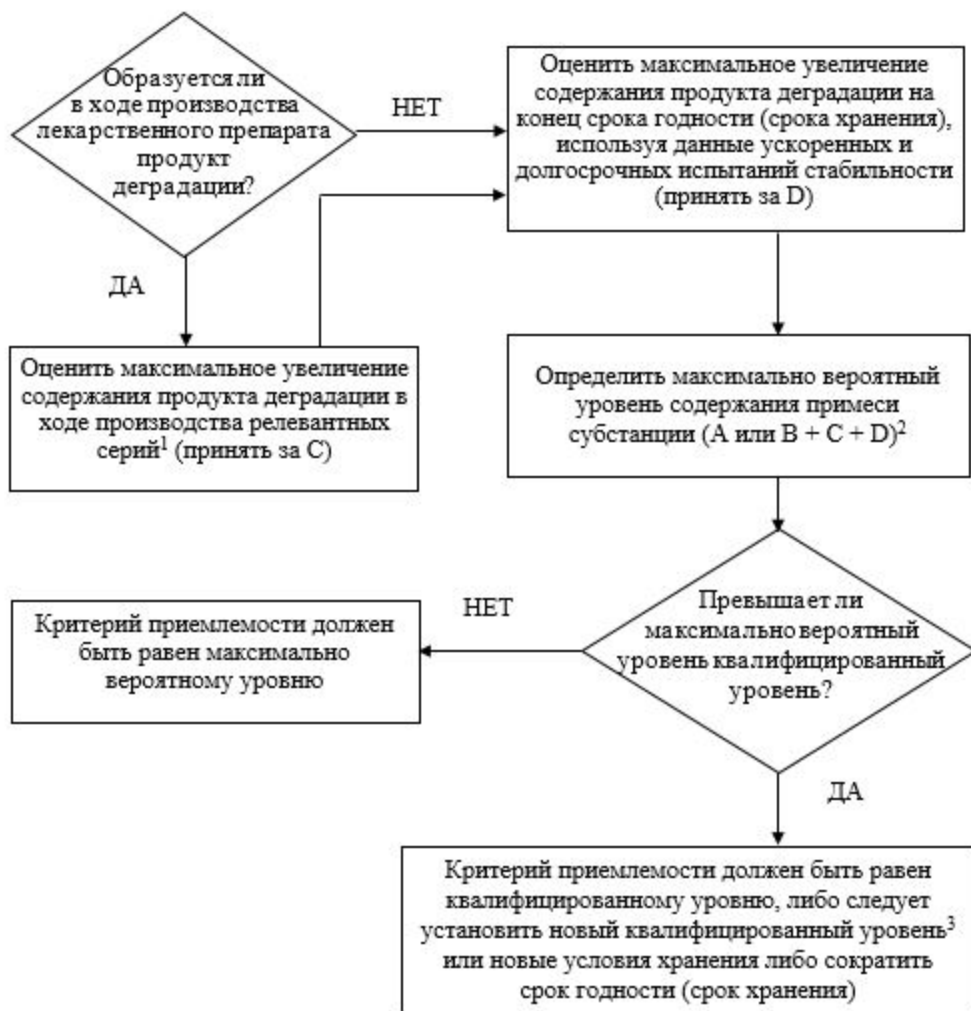 Образуется ли
в ходе производства
лекарственного препарата
продукт
деградации?
НЕТ
Оценить максимальное увеличение
содержания продукта деградации на
конец срока годности (срока хранения),
используя данные ускоренных и
долгосрочных испытаний стабильности
(принять за D)
ДА
Оценить максимальное увеличение
содержания продукта деградации в
ходе производства релевантных
серий¹ (принять за C)
Определить максимально вероятный
уровень содержания примеси
субстанции (A или B + C + D)²
Превышает ли
максимально вероятный
уровень квалифицированный
уровень?
НЕТ
Критерий приемлемости должен
быть равен максимально
вероятному уровню
ДА
Критерий приемлемости должен быть равен
квалифицированному уровню, либо следует
установить новый квалифицированный уровень³
или новые условия хранения либо сократить
срок годности (срок хранения)